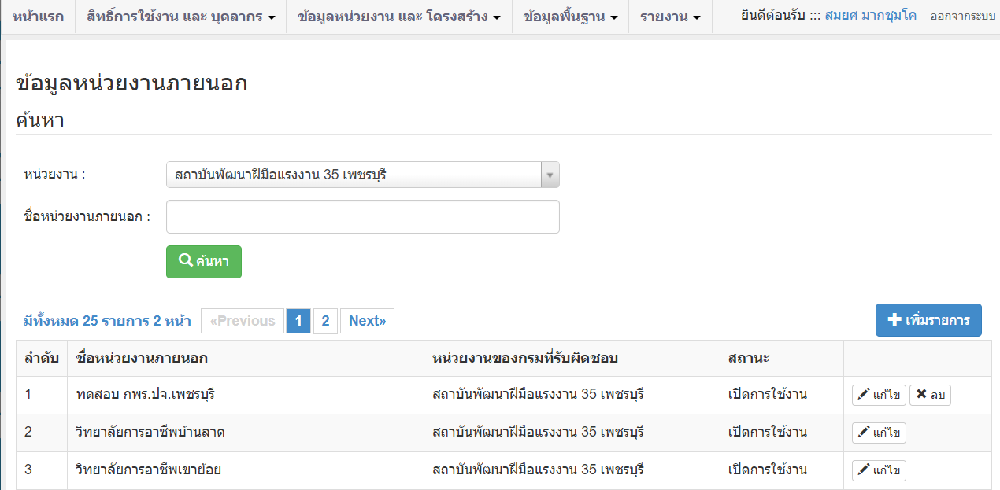 หน้าแรก สิทธิ์การใช้งาน และ บุคลากร ข้อมูลหน่วยงาน และ โครงสร้าง ข้อมูลพื้นฐาน รายงาน ยินดีต้อนรับ ::: สมยศ มากชุมโค ออกจากระบบ
ข้อมูลหน่วยงานภายนอก
ค้นหา
หน่วยงาน : สถาบันพัฒนาฝีมือแรงงาน 35 เพชรบุรี
ชื่อหน่วยงานภายนอก :
ค้นหา
มีทั้งหมด 25 รายการ 2 หน้า «Previous 1 2 Next» เพิ่มรายการ
ลำดับ ชื่อหน่วยงานภายนอก หน่วยงานของกรมที่รับผิดชอบ สถานะ
1 ทดสอบ กพร.ปจ.เพชรบุรี สถาบันพัฒนาฝีมือแรงงาน 35 เพชรบุรี เปิดการใช้งาน แก้ไข ลบ
2 วิทยาลัยการอาชีพบ้านลาด สถาบันพัฒนาฝีมือแรงงาน 35 เพชรบุรี เปิดการใช้งาน แก้ไข
3 วิทยาลัยการอาชีพเขาย้อย สถาบันพัฒนาฝีมือแรงงาน 35 เพชรบุรี เปิดการใช้งาน แก้ไข